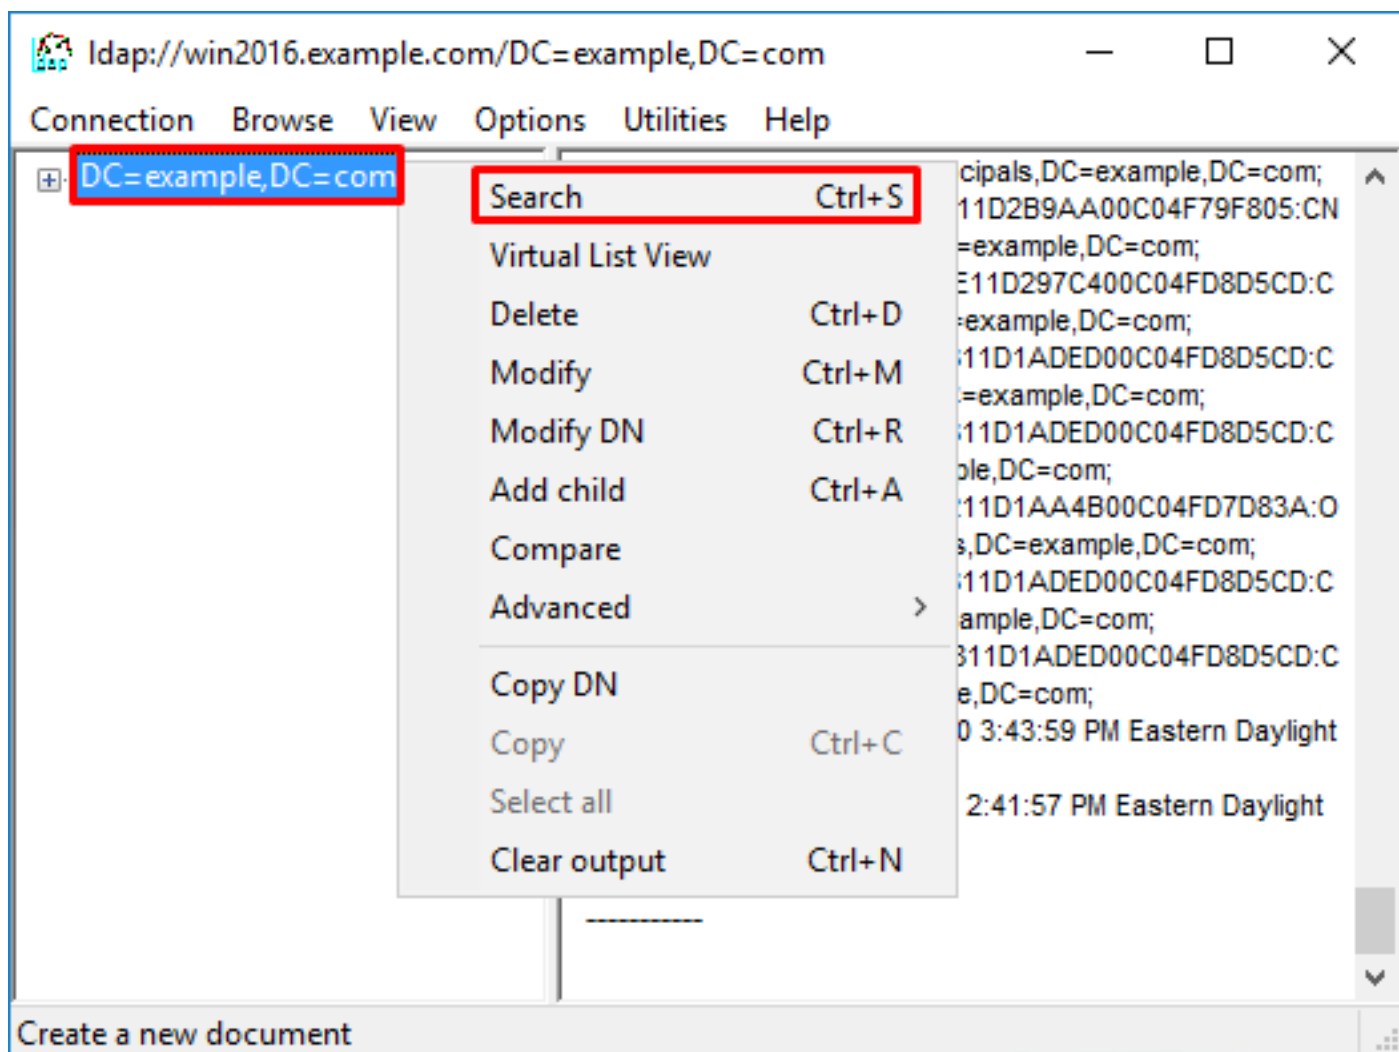 ldap://win2016.example.com/DC=example,DC=com
Connection Browse View Options Utilities Help
DC=example,DC=com
Search Ctrl+S
Virtual List View
Delete Ctrl+D
Modify Ctrl+M
Modify DN Ctrl+R
Add child Ctrl+A
Compare
Advanced
Copy DN
Copy Ctrl+C
Select all
Clear output Ctrl+N
cipals,DC=example,DC=com;
11D2B9AA00C04F79F805:CN
=example,DC=com;
E11D297C400C04FD8D5CD:C
=example,DC=com;
11D1ADED00C04FD8D5CD:C
=example,DC=com;
11D1ADED00C04FD8D5CD:C
ple,DC=com;
11D1AA4B00C04FD7D83A:O
s,DC=example,DC=com;
11D1ADED00C04FD8D5CD:C
ample,DC=com;
311D1ADED00C04FD8D5CD:C
e,DC=com;
0 3:43:59 PM Eastern Daylight
2:41:57 PM Eastern Daylight
-----------
Create a new document